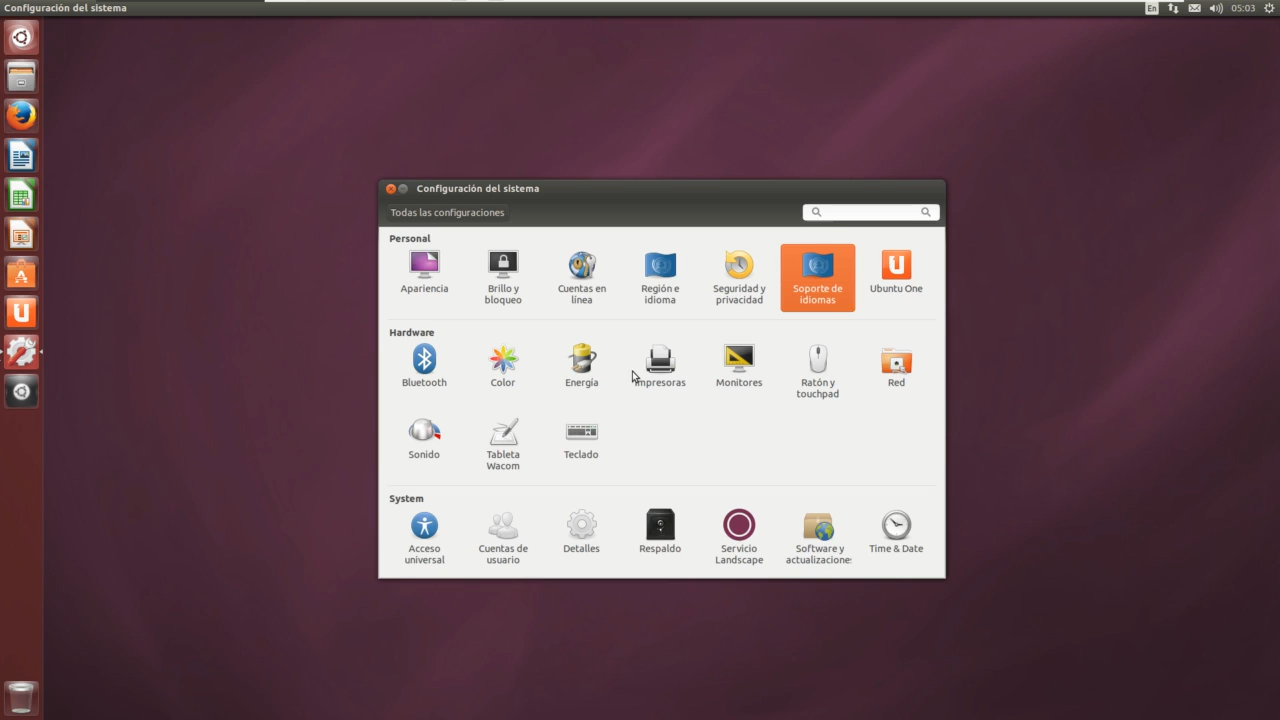 Configuración del sistema
En
05:03
Configuración del sistema
Todas las configuraciones
Personal
Apariencia
Brillo y
bloqueo
Cuentas en
línea
Región e
idioma
Seguridad y
privacidad
Soporte de
idiomas
Ubuntu One
Hardware
Bluetooth
Color
Energía
Impresoras
Monitores
Ratón y
touchpad
Red
Sonido
Tableta
Wacom
Teclado
System
Acceso
universal
Cuentas de
usuario
Detalles
Respaldo
Servicio
Landscape
Software y
actualizaciones
Time & Date